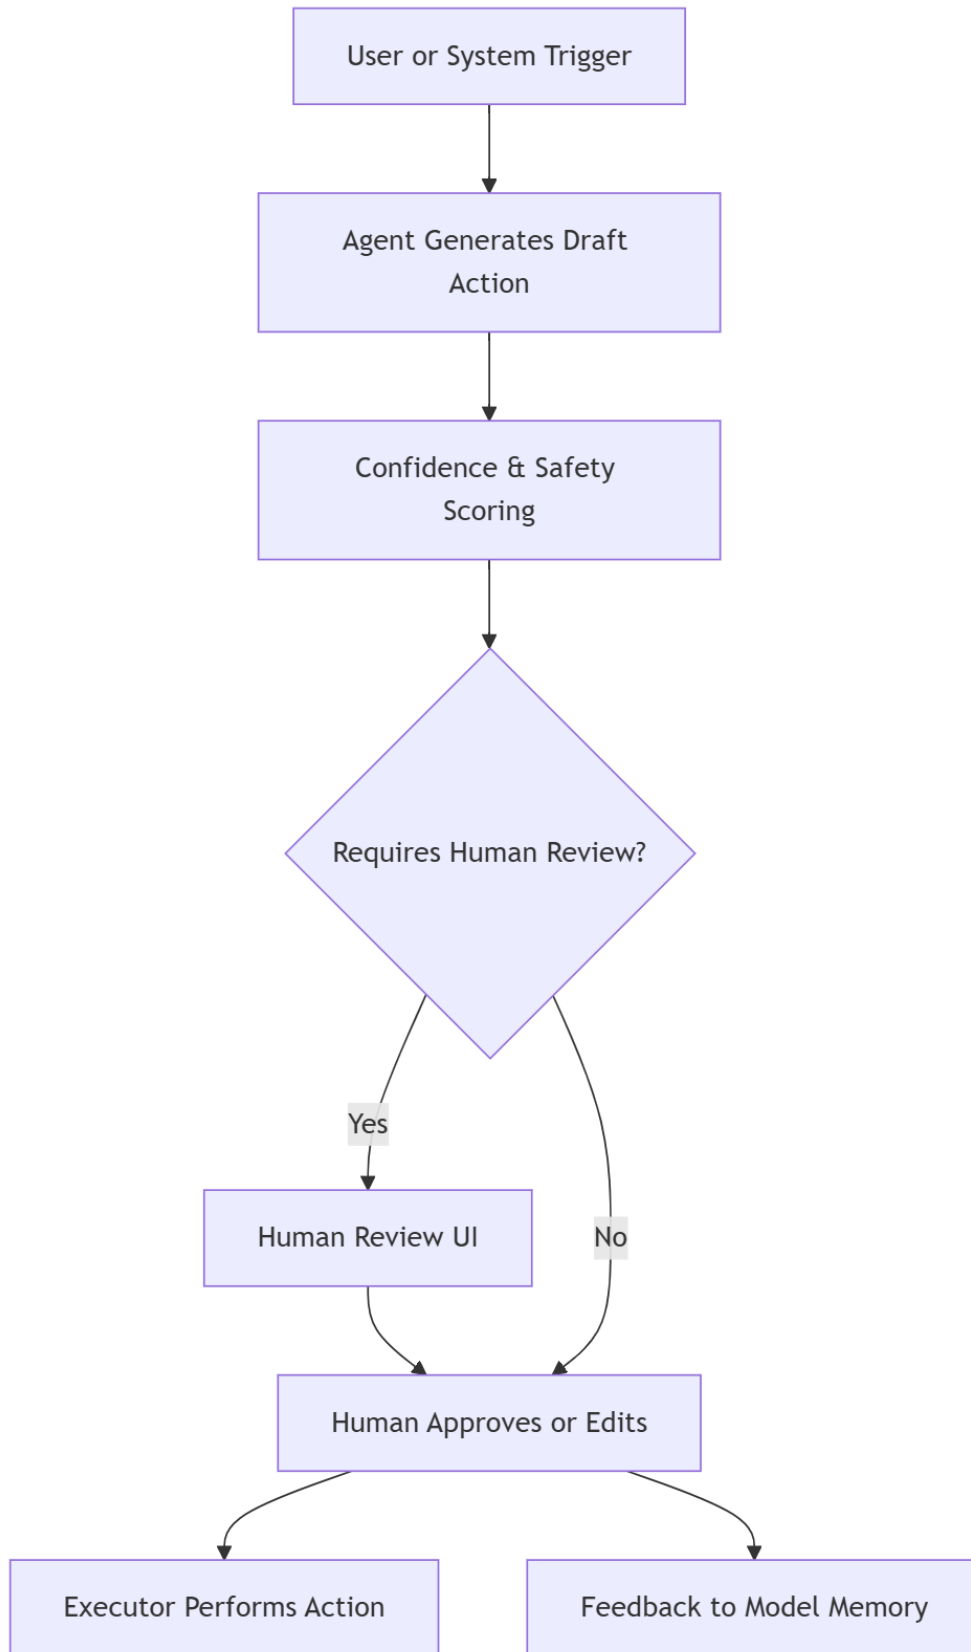 User or System Trigger
Agent Generates Draft
Action
Confidence & Safety
Scoring
Requires Human Review?
Yes
Human Review UI
No
Human Approves or Edits
Executor Performs Action
Feedback to Model Memory